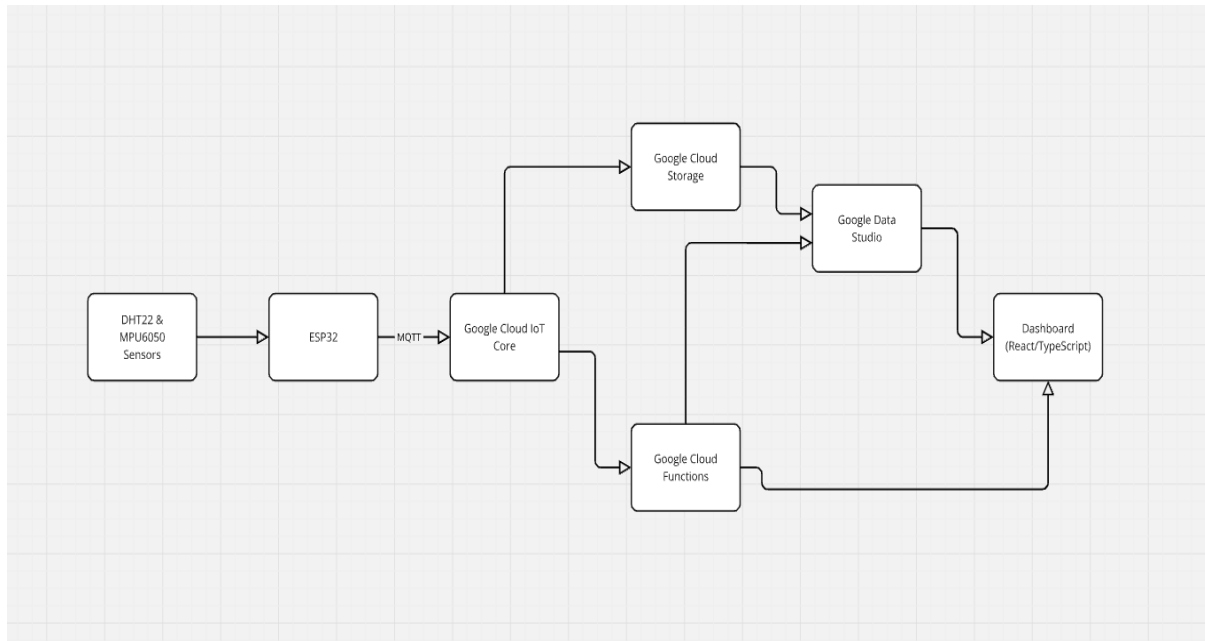 DHT22 &
MPU6050
Sensors
ESP32
MQTT
Google Cloud IoT
Core
Google Cloud
Storage
Google Cloud
Functions
Google Data
Studio
Dashboard
(React/TypeScript)